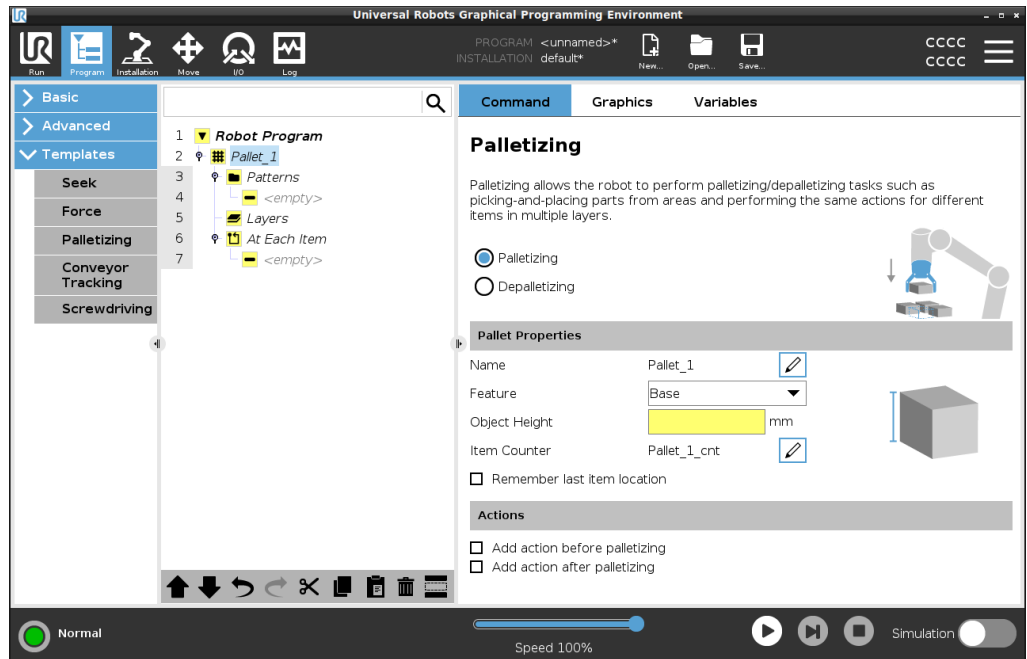 Universal Robots Graphical Programming Environment
Run
Program
Installation
Move
I/O
Log
PROGRAM <unnamed>*
INSTALLATION default*
New...
Open...
Save...
CCCC
CCCC
Basic
Advanced
Templates
Seek
Force
Palletizing
Conveyor
Tracking
Screwdriving
1 Robot Program
2 Pallet_1
3 Patterns
4 <empty>
5 Layers
6 At Each Item
7 <empty>
Command Graphics Variables
Palletizing
Palletizing allows the robot to perform palletizing/depalletizing tasks such as
picking-and-placing parts from areas and performing the same actions for different
items in multiple layers.
Palletizing
Depalletizing
Pallet Properties
Name Pallet_1
Feature Base
Object Height mm
Item Counter Pallet_1_cnt
Remember last item location
Actions
Add action before palletizing
Add action after palletizing
Normal
Speed 100%
Simulation